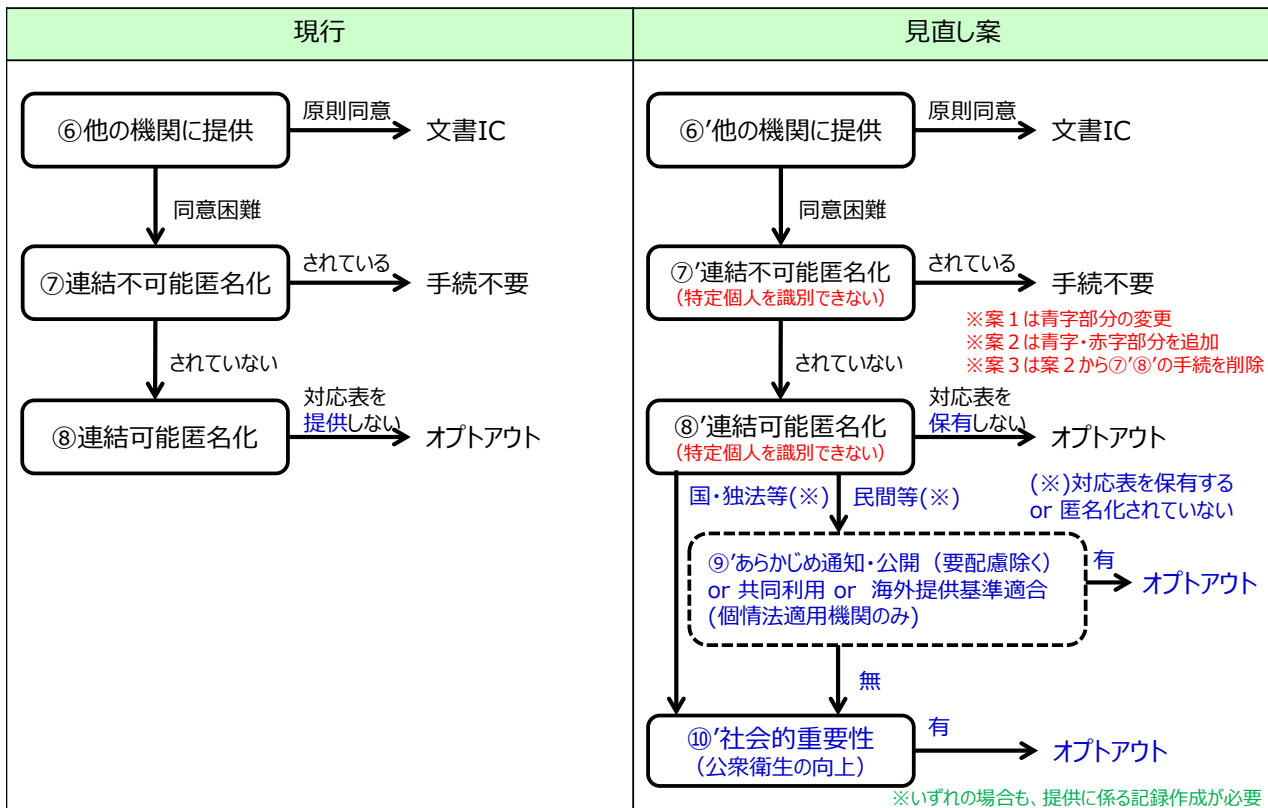 現行
⑥他の機関に提供
原則同意
文書IC
同意困難
⑦連結不可能匿名化
されている
手続不要
されていない
⑧連結可能匿名化
対応表を
提供しない
オプトアウト
見直し案
⑥’他の機関に提供
原則同意
文書IC
同意困難
⑦’連結不可能匿名化
(特定個人を識別できない)
されている
手続不要
※案1は青字部分の変更
※案2は青字・赤字部分を追加
※案3は案2から⑦’⑧’の手続を削除
されていない
⑧’連結可能匿名化
(特定個人を識別できない)
対応表を
保有しない
オプトアウト
国・独法等(※)
民間等(※)
(※)対応表を保有する
or 匿名化されていない
⑨’あらかじめ通知・公開（要配慮除く）
or 共同利用 or 海外提供基準適合
(個情法適用機関のみ)
有
オプトアウト
無
⑩’社会的重要性
（公衆衛生の向上）
有
オプトアウト
※いずれの場合も、提供に係る記録作成が必要